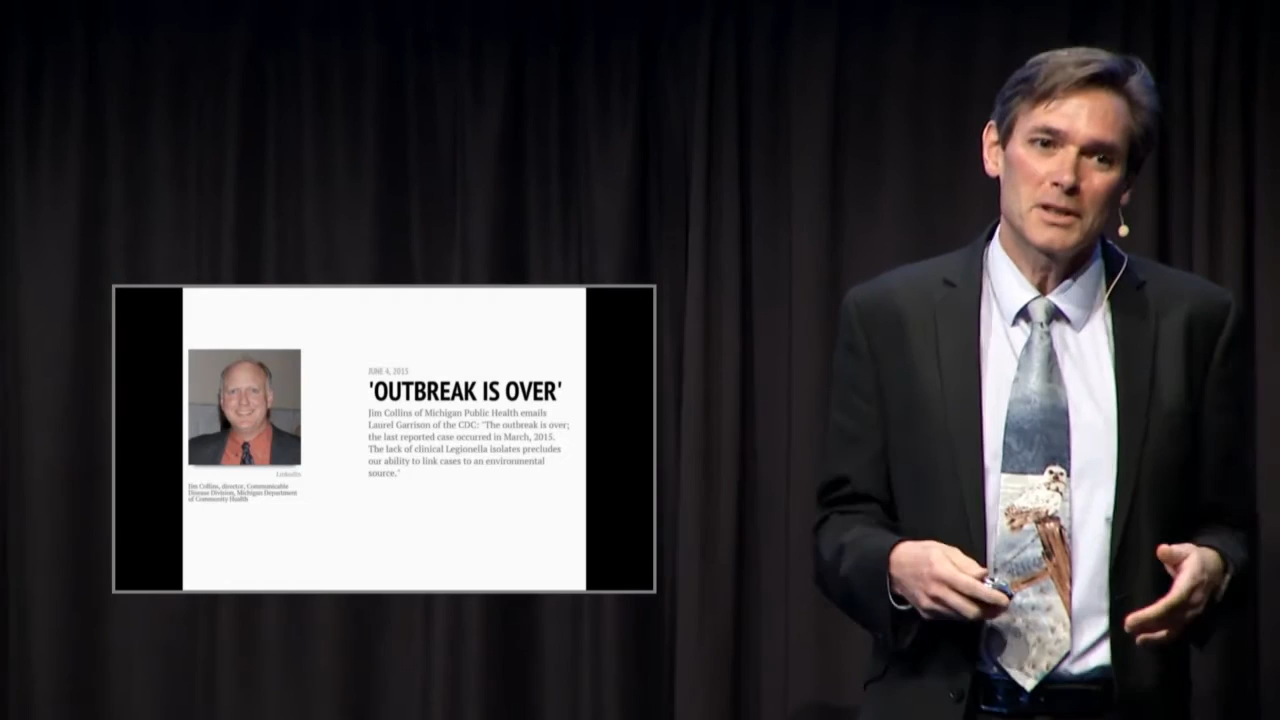 JUNE 4, 2015
'OUTBREAK IS OVER'
Jim Collins of Michigan Public Health emails
Laurel Garrison of the CDC: 'The outbreak is over;
the last reported case occurred in March, 2015.
The lack of clinical Legionella isolates precludes
our ability to link cases to an environmental
source.'
LinkedIn
Jim Collins, director, Communicable
Disease Division, Michigan Department
of Community Health